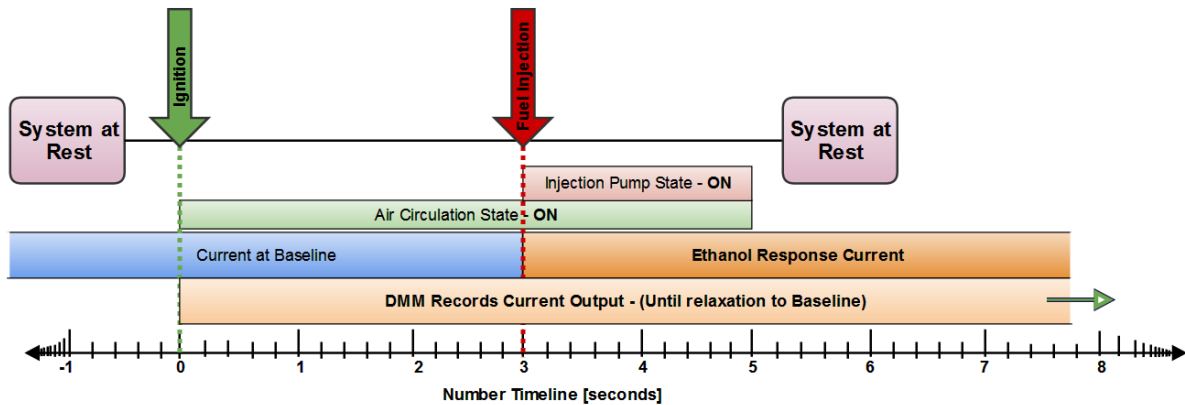 Ignition
Fuel Injection
System at
Rest
System at
Rest
Injection Pump State - ON
Air Circulation State - ON
Current at Baseline
Ethanol Response Current
DMM Records Current Output - (Until relaxation to Baseline)
-1 0 1 2 3 4 5 6 7 8
Number Timeline [seconds]